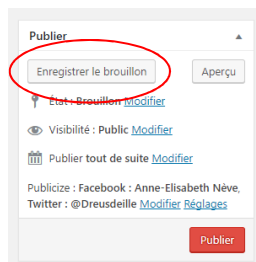 Publier
Enregistrer le brouillon Aperçu
État : Brouillon Modifier
Visibilité : Public Modifier
Publier tout de suite Modifier
Publicize : Facebook : Anne-Elisabeth Nève,
Twitter : @Dreusdeille Modifier Réglages
Publier